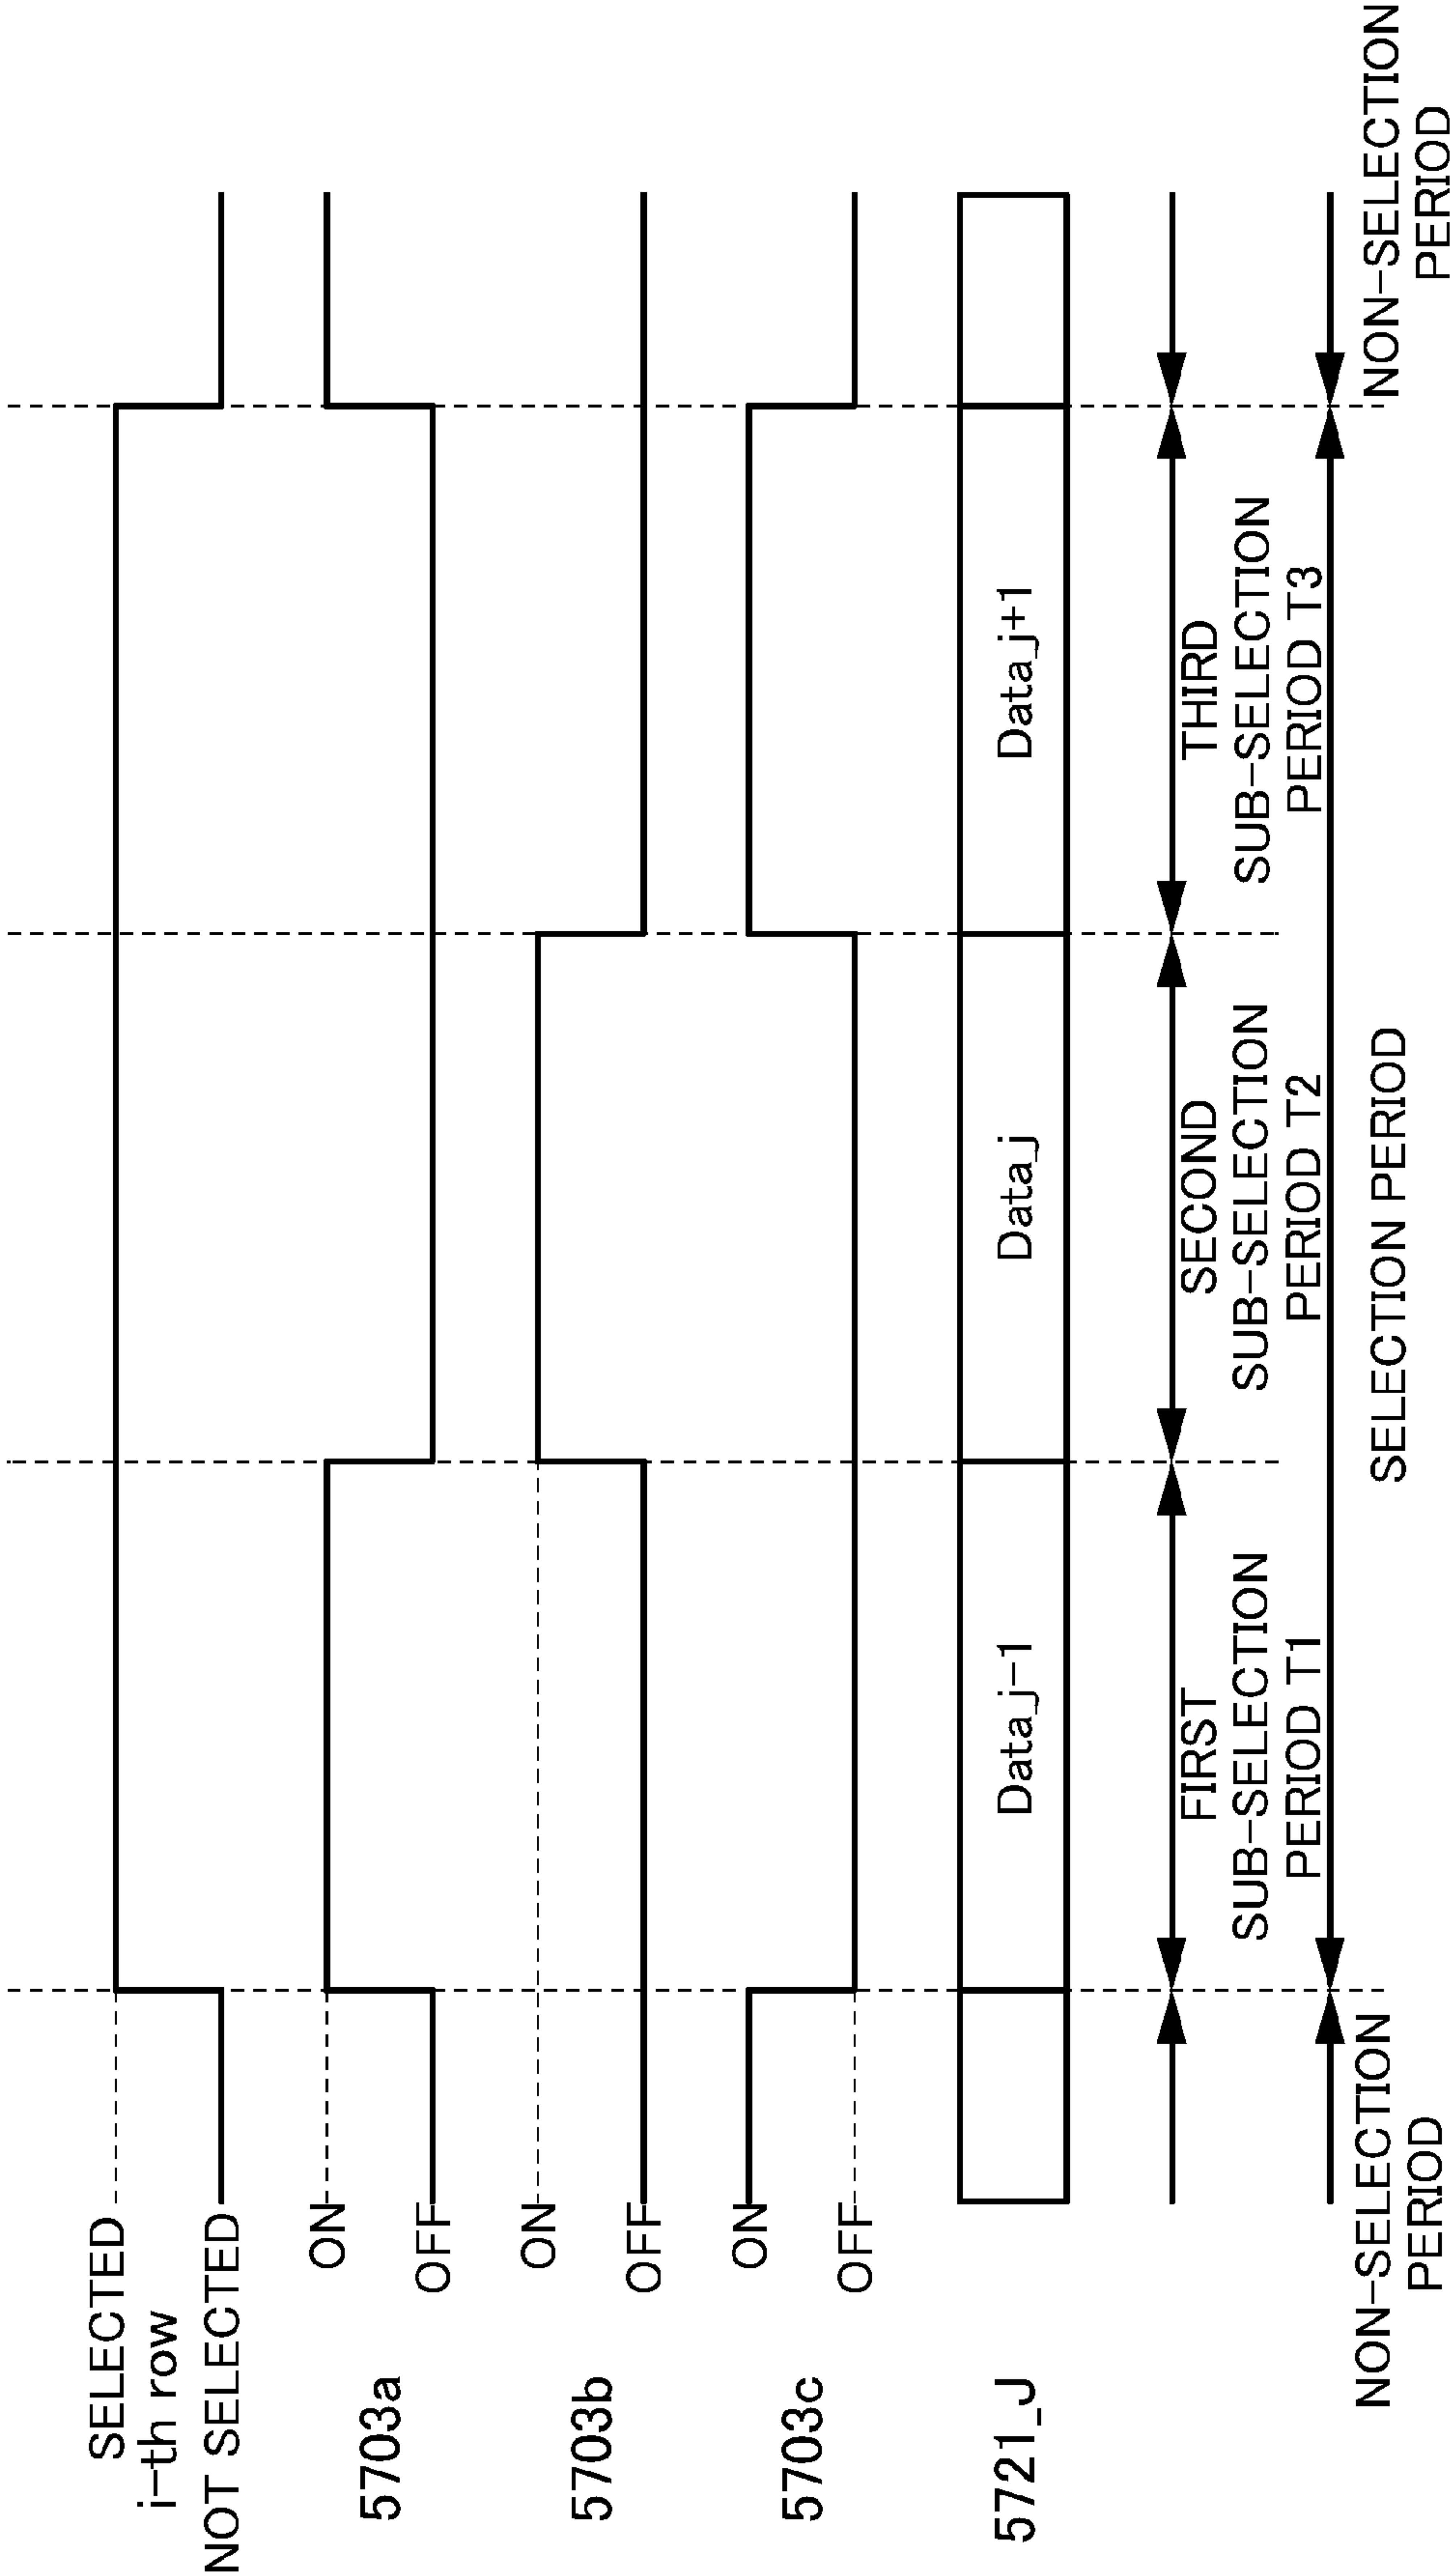 SELECTED
i-th row
NOT SELECTED
5703a
ON
OFF
5703b
ON
OFF
5703c
ON
OFF
5721_J
Data_j-1
Data_j
Data_j+1
FIRST
SUB-SELECTION
PERIOD T1
SECOND
SUB-SELECTION
PERIOD T2
THIRD
SUB-SELECTION
PERIOD T3
NON-SELECTION
PERIOD
SELECTION PERIOD
NON-SELECTION
PERIOD